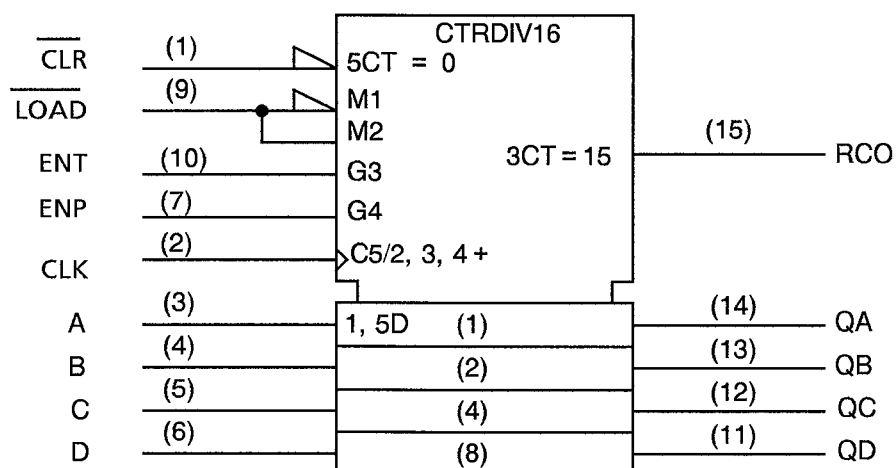 CTRDIV16
CLR (1) 5CT = 0
LOAD (9) M1
M2
ENT (10) G3 3CT = 15 (15) RCO
ENP (7) G4
CLK (2) C5/2, 3, 4 +
A (3) 1, 5D (1) (14) QA
B (4) (2) (13) QB
C (5) (4) (12) QC
D (6) (8) (11) QD